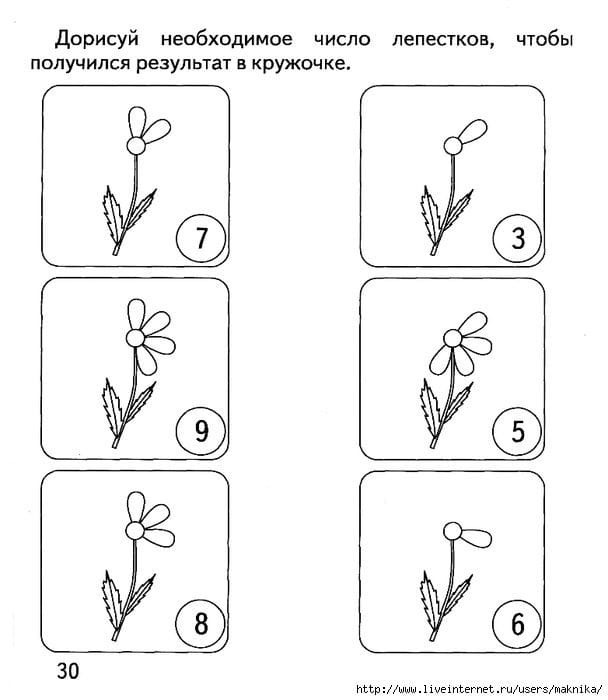 Дорисуй необходимое число лепестков, чтобы
получился результат в кружочке.
7
3
9
5
8
6
30
http://www.liveinternet.ru/users/maknika/